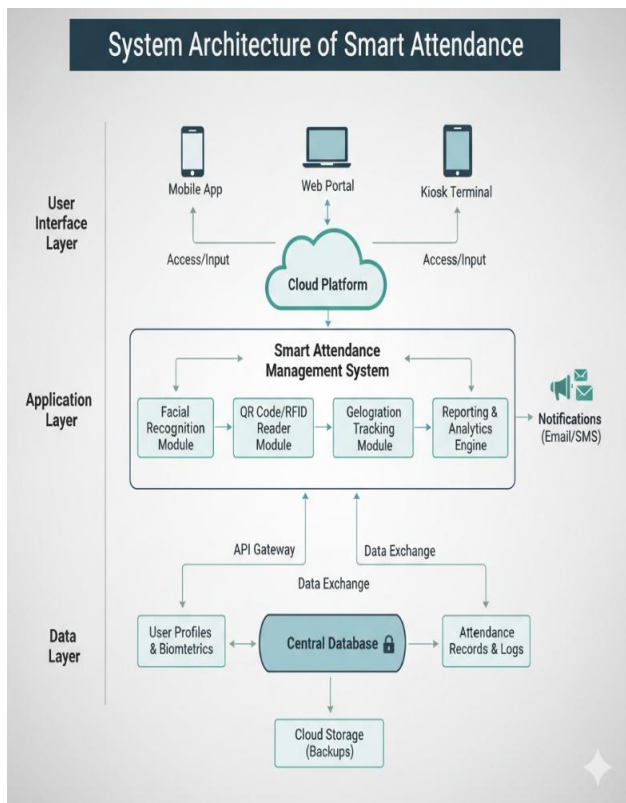 System Architecture of Smart Attendance
User
Interface
Layer
Mobile App
Web Portal
Kiosk Terminal
Access/Input
Access/Input
Cloud Platform
Application
Layer
Smart Attendance
Management System
Facial
Recognition
Module
QR Code/RFID
Reader
Module
Gelogration
Tracking
Module
Reporting &
Analytics
Engine
Notifications
(Email/SMS)
API Gateway
Data Exchange
Data Exchange
Data
Layer
User Profiles
& Biomtetrics
Central Database
Attendance
Records & Logs
Cloud Storage
(Backups)